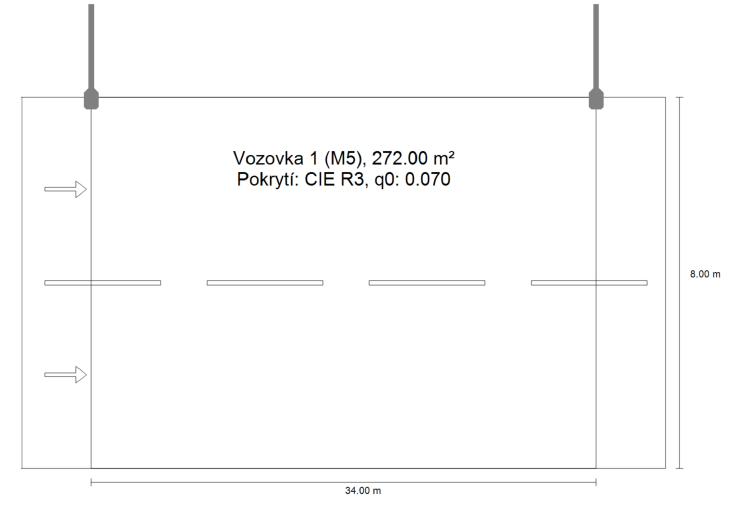 Vozovka 1 (M5), 272.00 m²
Pokrytí: CIE R3, q0: 0.070
8.00 m
34.00 m